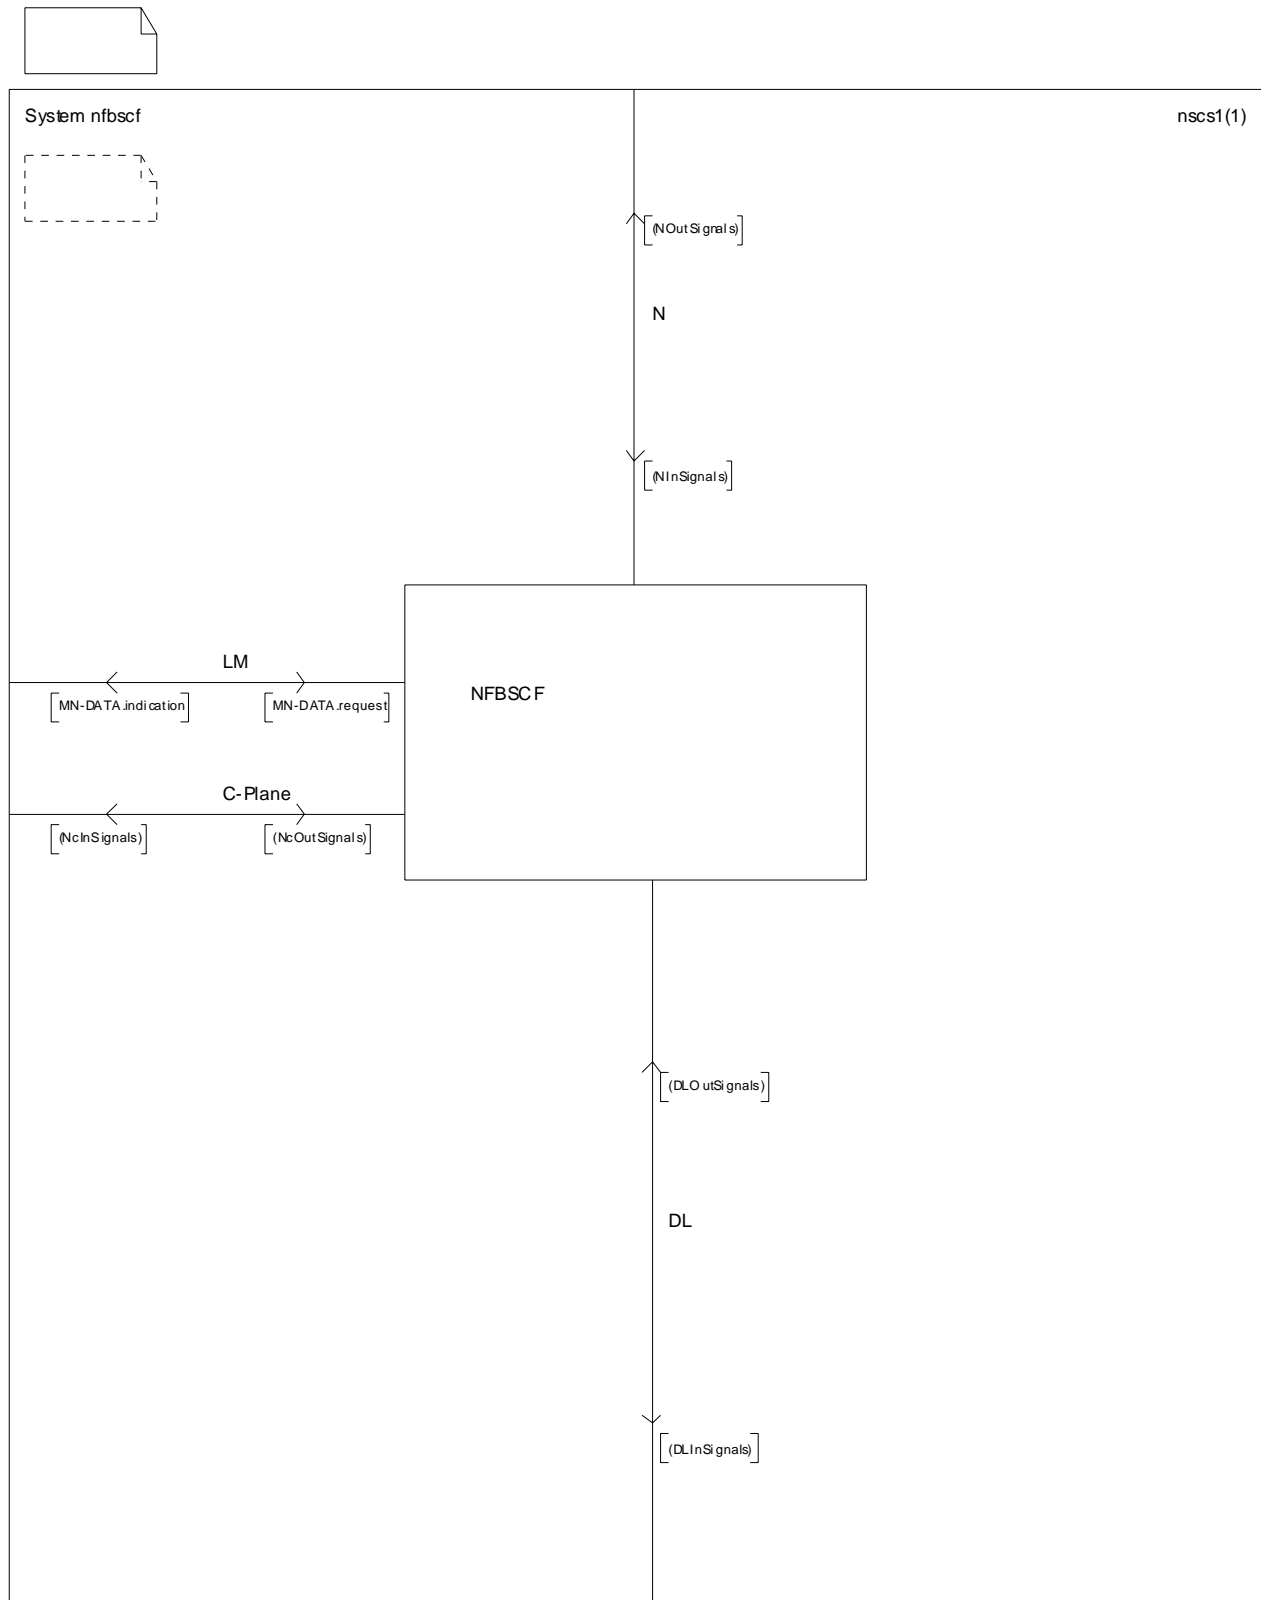 System nfbscf
nscs1(1)
(NOutSignals)
N
(NInSignals)
LM
MN-DATA.indication
MN-DATA.request
NFBSCF
C-Plane
(NcInSignals)
(NcOutSignals)
(DLOutSignals)
DL
(DLInSignals)